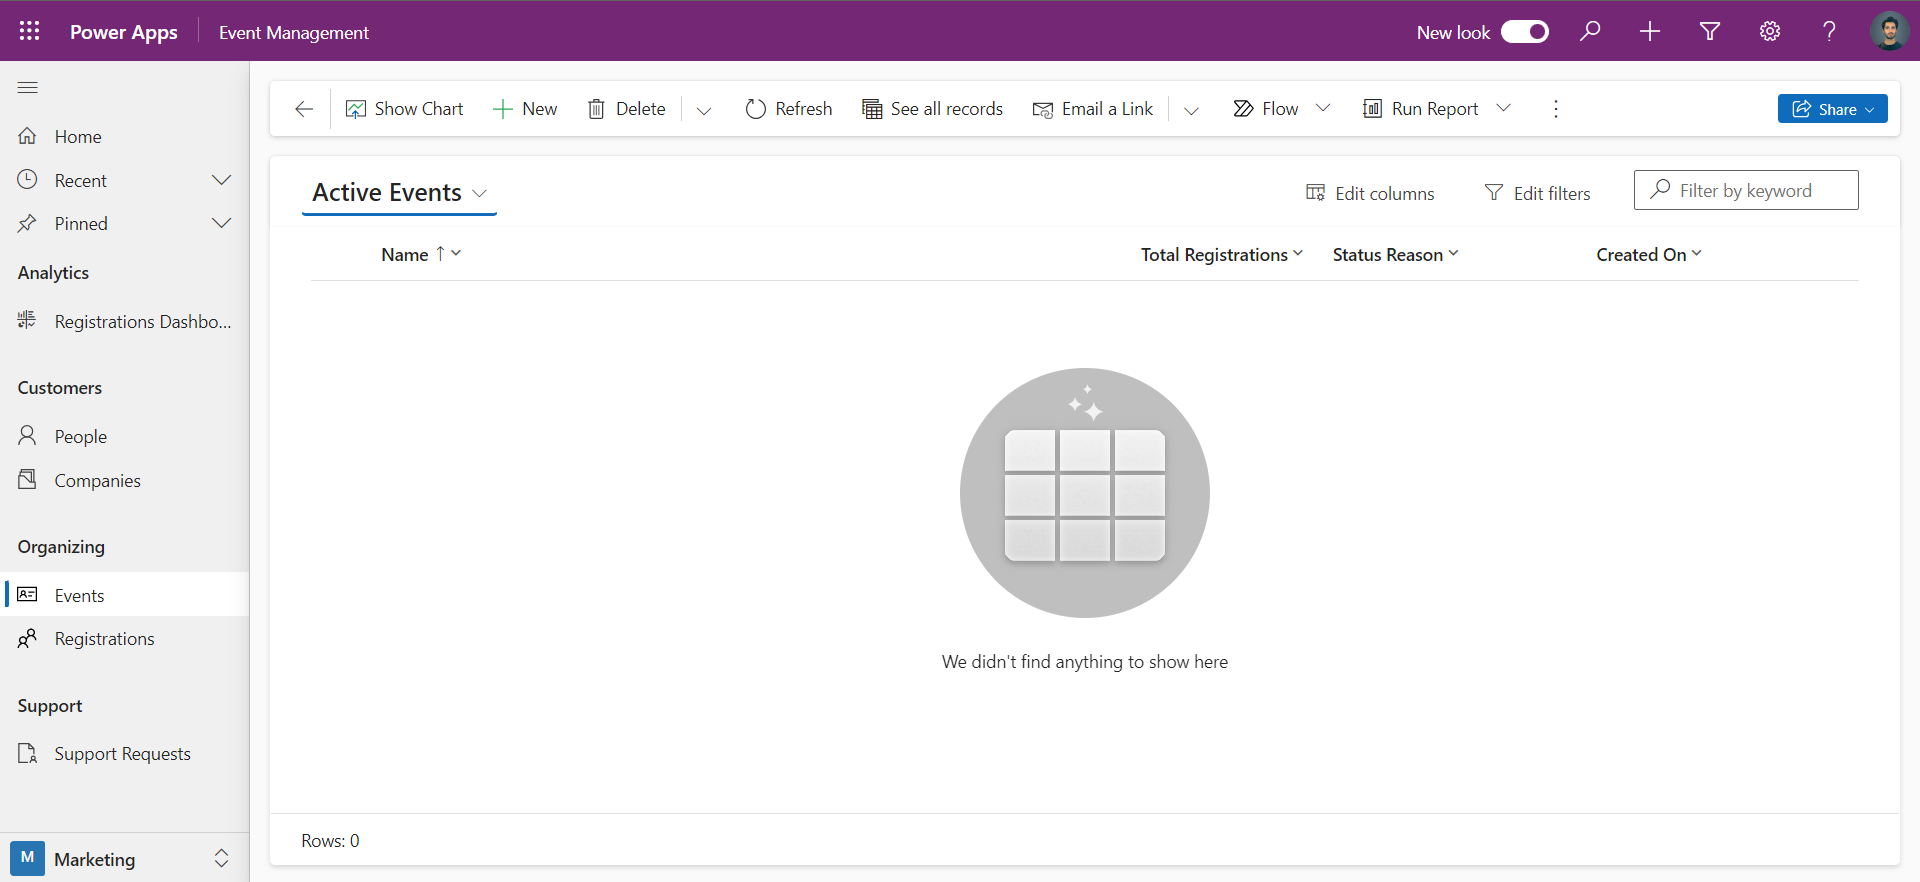 Power Apps
Event Management
New look
Home
Recent
Pinned
Analytics
Registrations Dashbo...
Customers
People
Companies
Organizing
Events
Registrations
Support
Support Requests
M
Marketing
Show Chart
New
Delete
Refresh
See all records
Email a Link
Flow
Run Report
Share
Active Events
Edit columns
Edit filters
Filter by keyword
Name
Total Registrations
Status Reason
Created On
We didn't find anything to show here
Rows: 0